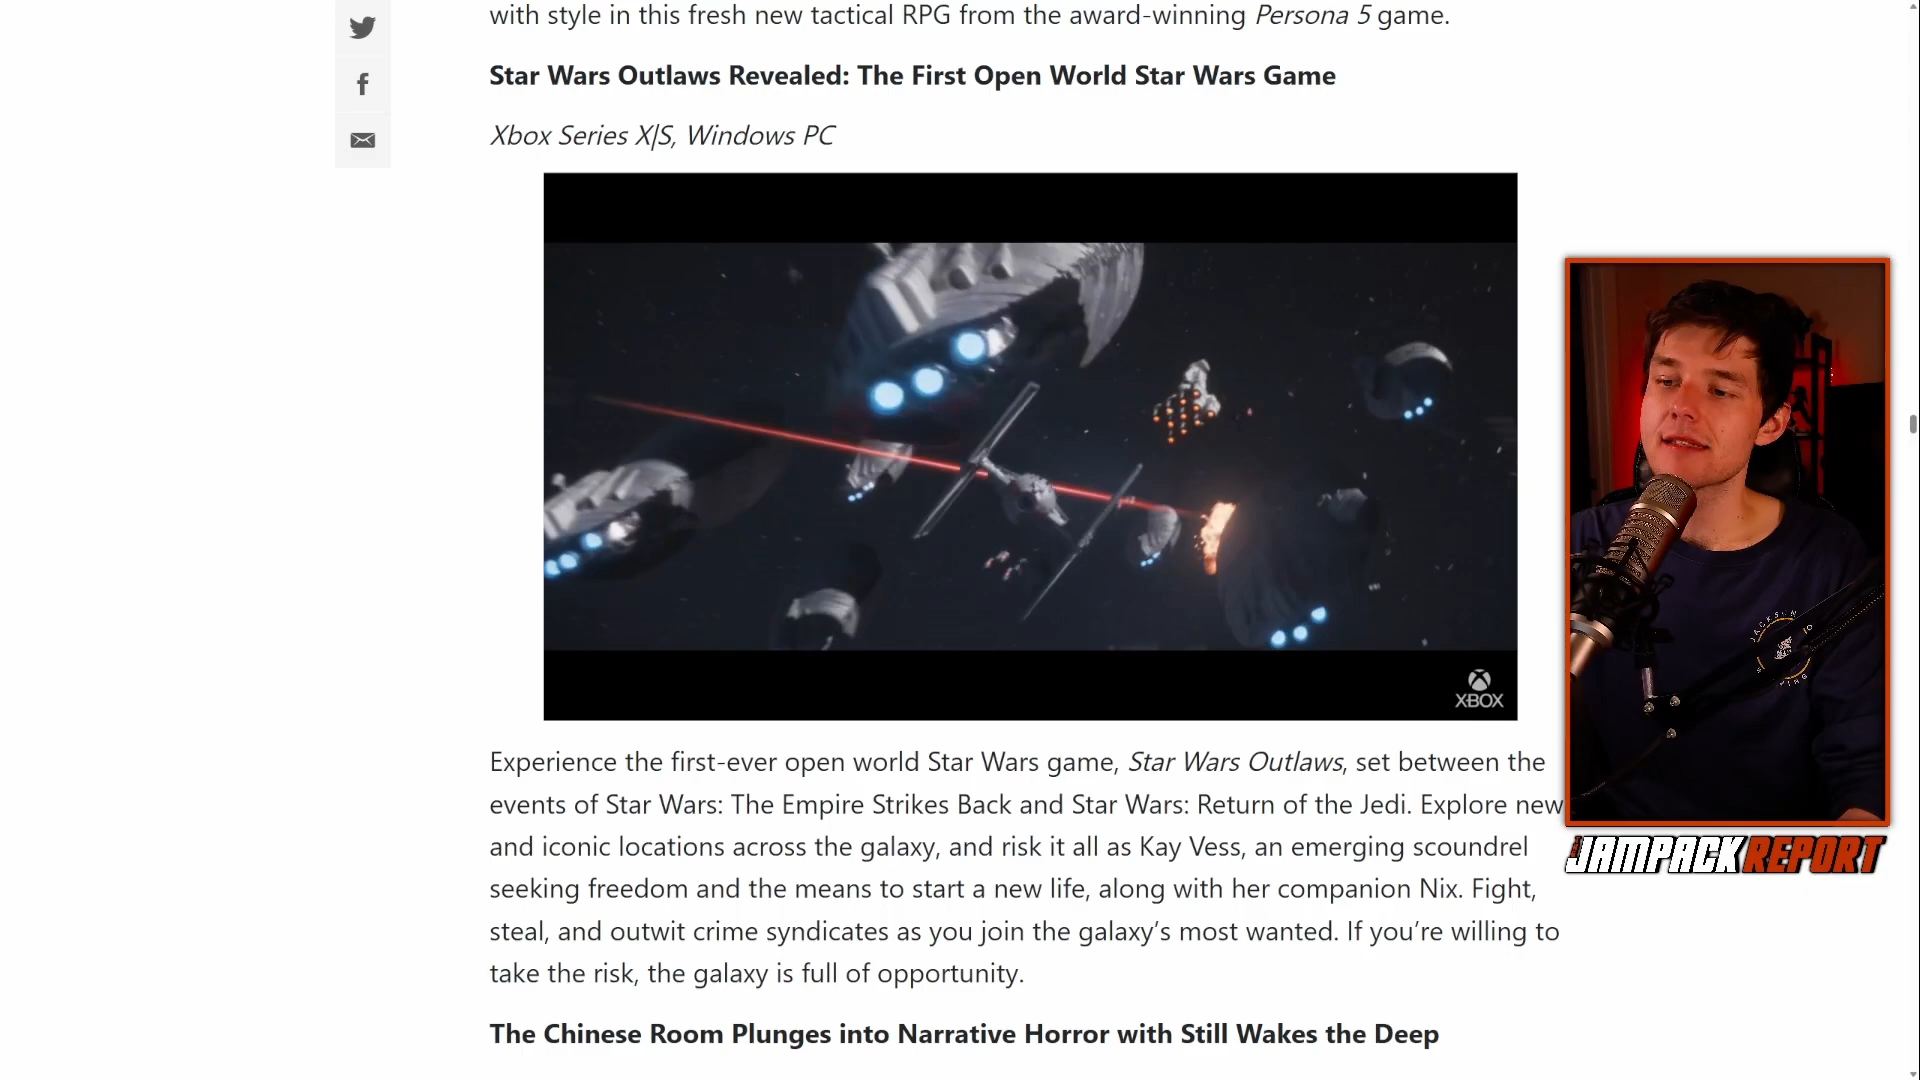 with style in this fresh new tactical RPG from the award-winning Persona 5 game.
Star Wars Outlaws Revealed: The First Open World Star Wars Game
Xbox Series X|S, Windows PC
XBOX
Experience the first-ever open world Star Wars game, Star Wars Outlaws, set between the
events of Star Wars: The Empire Strikes Back and Star Wars: Return of the Jedi. Explore new
and iconic locations across the galaxy, and risk it all as Kay Vess, an emerging scoundrel
seeking freedom and the means to start a new life, along with her companion Nix. Fight,
steal, and outwit crime syndicates as you join the galaxy’s most wanted. If you’re willing to
take the risk, the galaxy is full of opportunity.
The Chinese Room Plunges into Narrative Horror with Still Wakes the Deep
JAMPACK REPORT